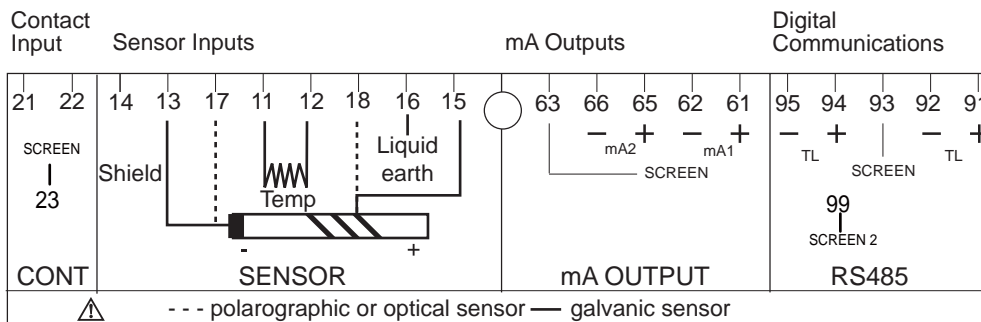 Contact
Input
Sensor Inputs
mA Outputs
Digital
Communications
21 22 14 13 17 11 12 18 16 15 63 66 65 62 61 95 94 93 92 91
− + − + − + − +
mA2 mA1 TL TL
SCREEN
23
Shield
Temp
Liquid
earth
SCREEN
SCREEN
99
SCREEN 2
- +
CONT SENSOR mA OUTPUT RS485
⚠ - - - polarographic or optical sensor — galvanic sensor